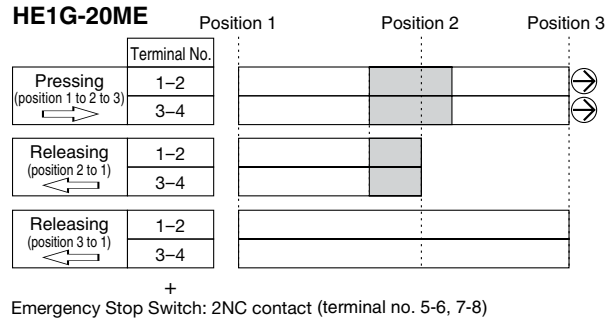 HE1G-20ME
Position 1
Position 2
Position 3
Terminal No.
Pressing
(position 1 to 2 to 3)
1–2
3–4
Releasing
(position 2 to 1)
1–2
3–4
Releasing
(position 3 to 1)
1–2
3–4
+
Emergency Stop Switch: 2NC contact (terminal no. 5-6, 7-8)